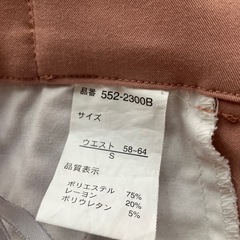 品番 552-2300B
サイズ
ウエスト 58-64
S
品質表示
ポリエステル 75%
レーヨン 20%
ポリウレタン 5%